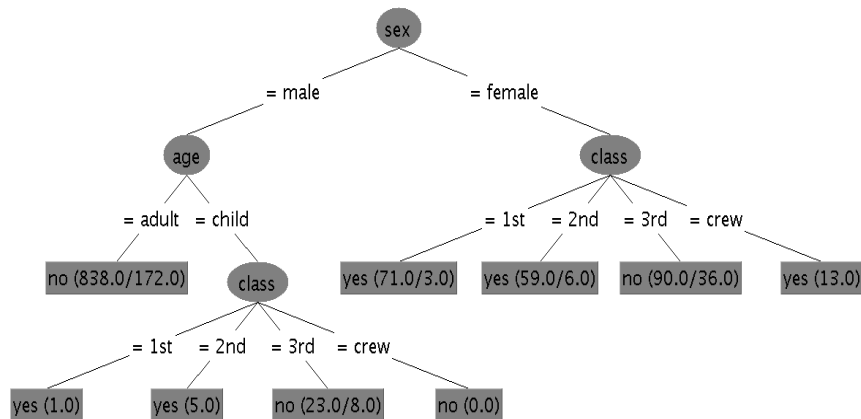 sex
= male = female
age class
= adult = child = 1st = 2nd = 3rd = crew
no (838.0/172.0) class yes (71.0/3.0) yes (59.0/6.0) no (90.0/36.0) yes (13.0)
= 1st = 2nd = 3rd = crew
yes (1.0) yes (5.0) no (23.0/8.0) no (0.0)